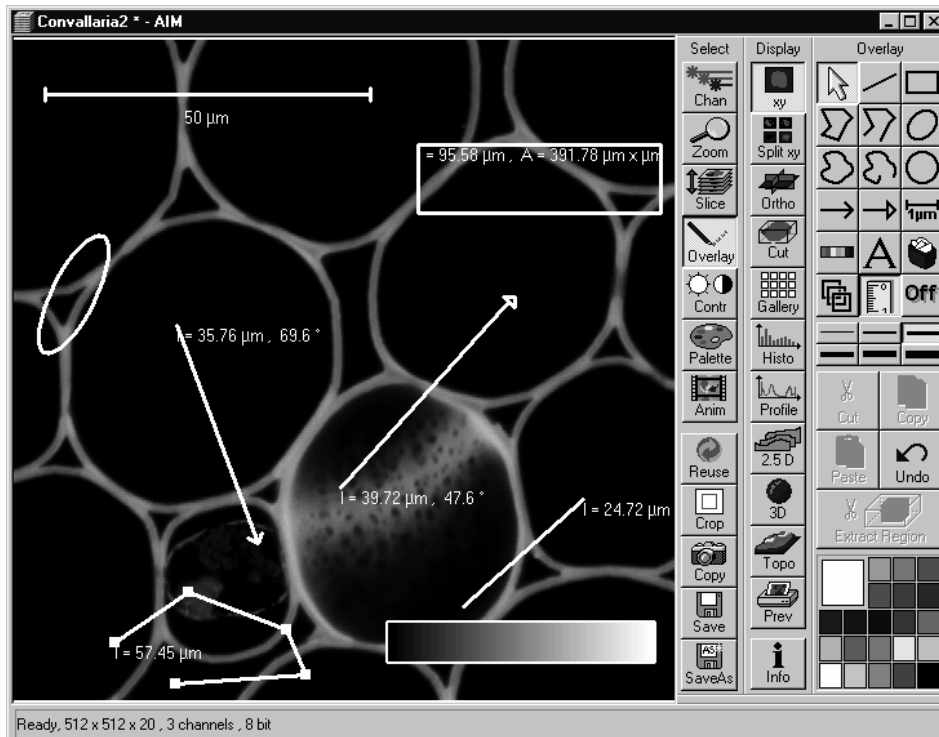 Convallaria2 * - AIM
Select
Display
Overlay
Chan
xy
50 µm
Zoom
Split xy
= 95.58 µm , A = 391.78 µm x µm
Slice
Ortho
1µm
Overlay
Cut
A
Contr
Gallery
Off
l = 35.76 µm , 69.6 °
Palette
Histo
Anim
Profile
Cut
Copy
Reuse
2.5 D
Paste
Undo
l = 39.72 µm , 47.6 °
l = 24.72 µm
Crop
3D
Extract Region
Copy
Topo
Save
Prev
l = 57.45 µm
AS
SaveAs
Info
Ready, 512 x 512 x 20 , 3 channels , 8 bit